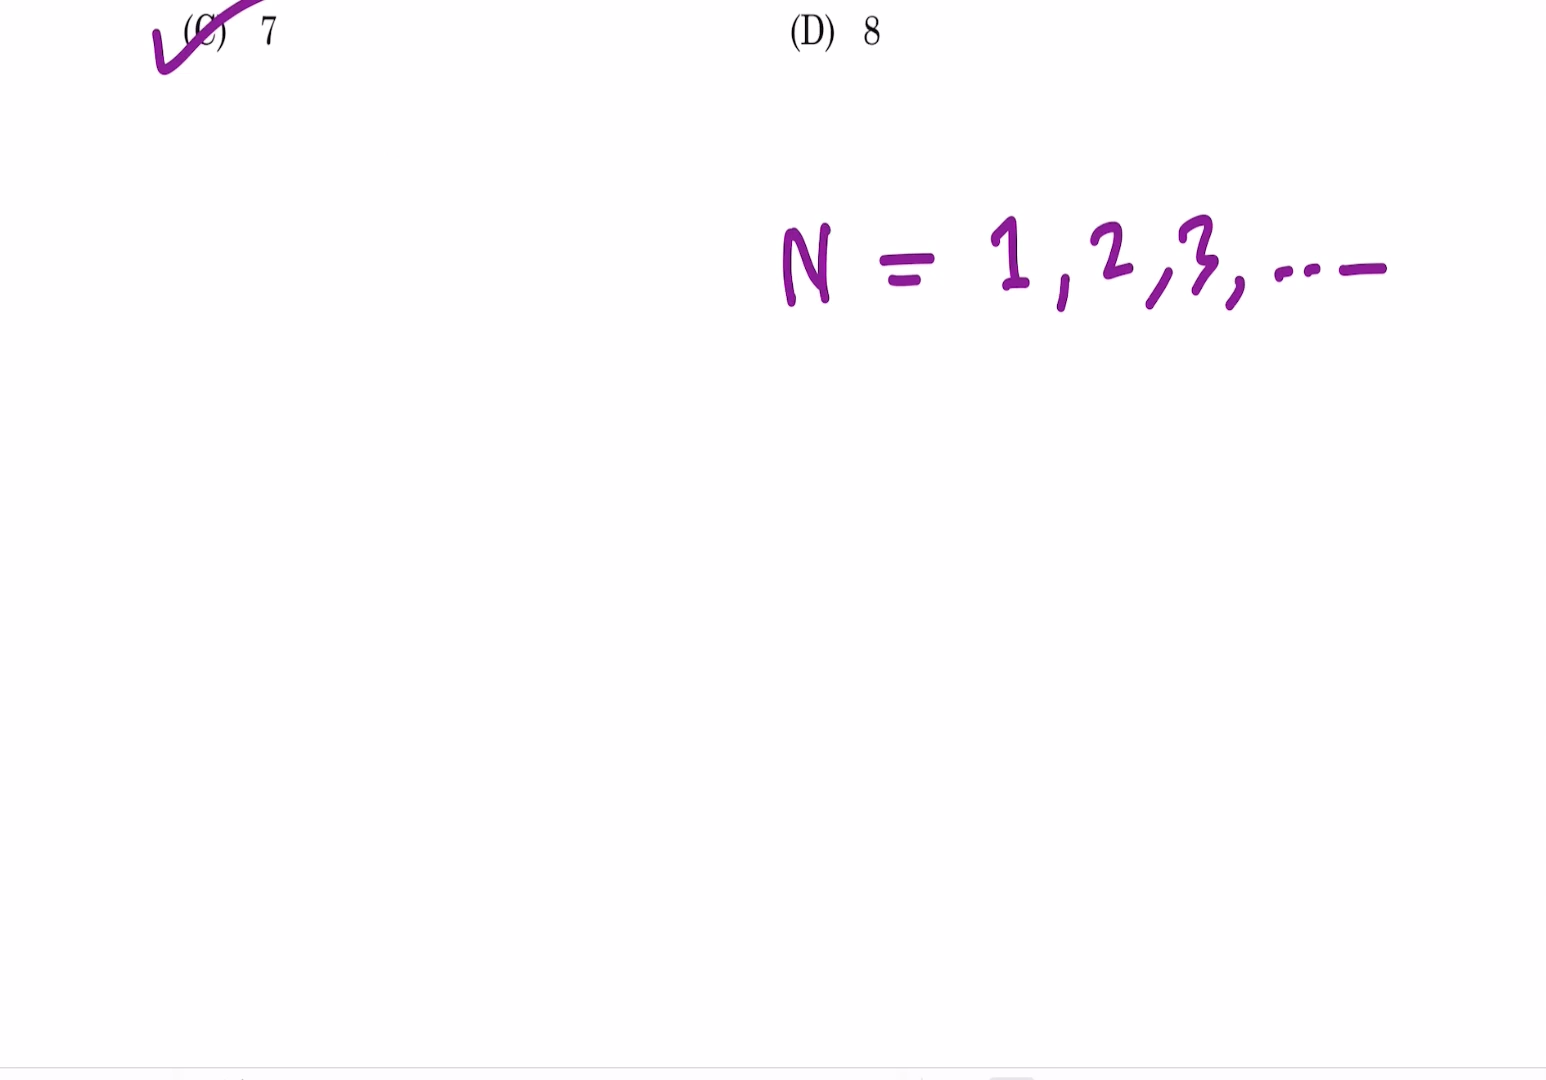 (C) 7 (D) 8
N = 1, 2, 3, ... —